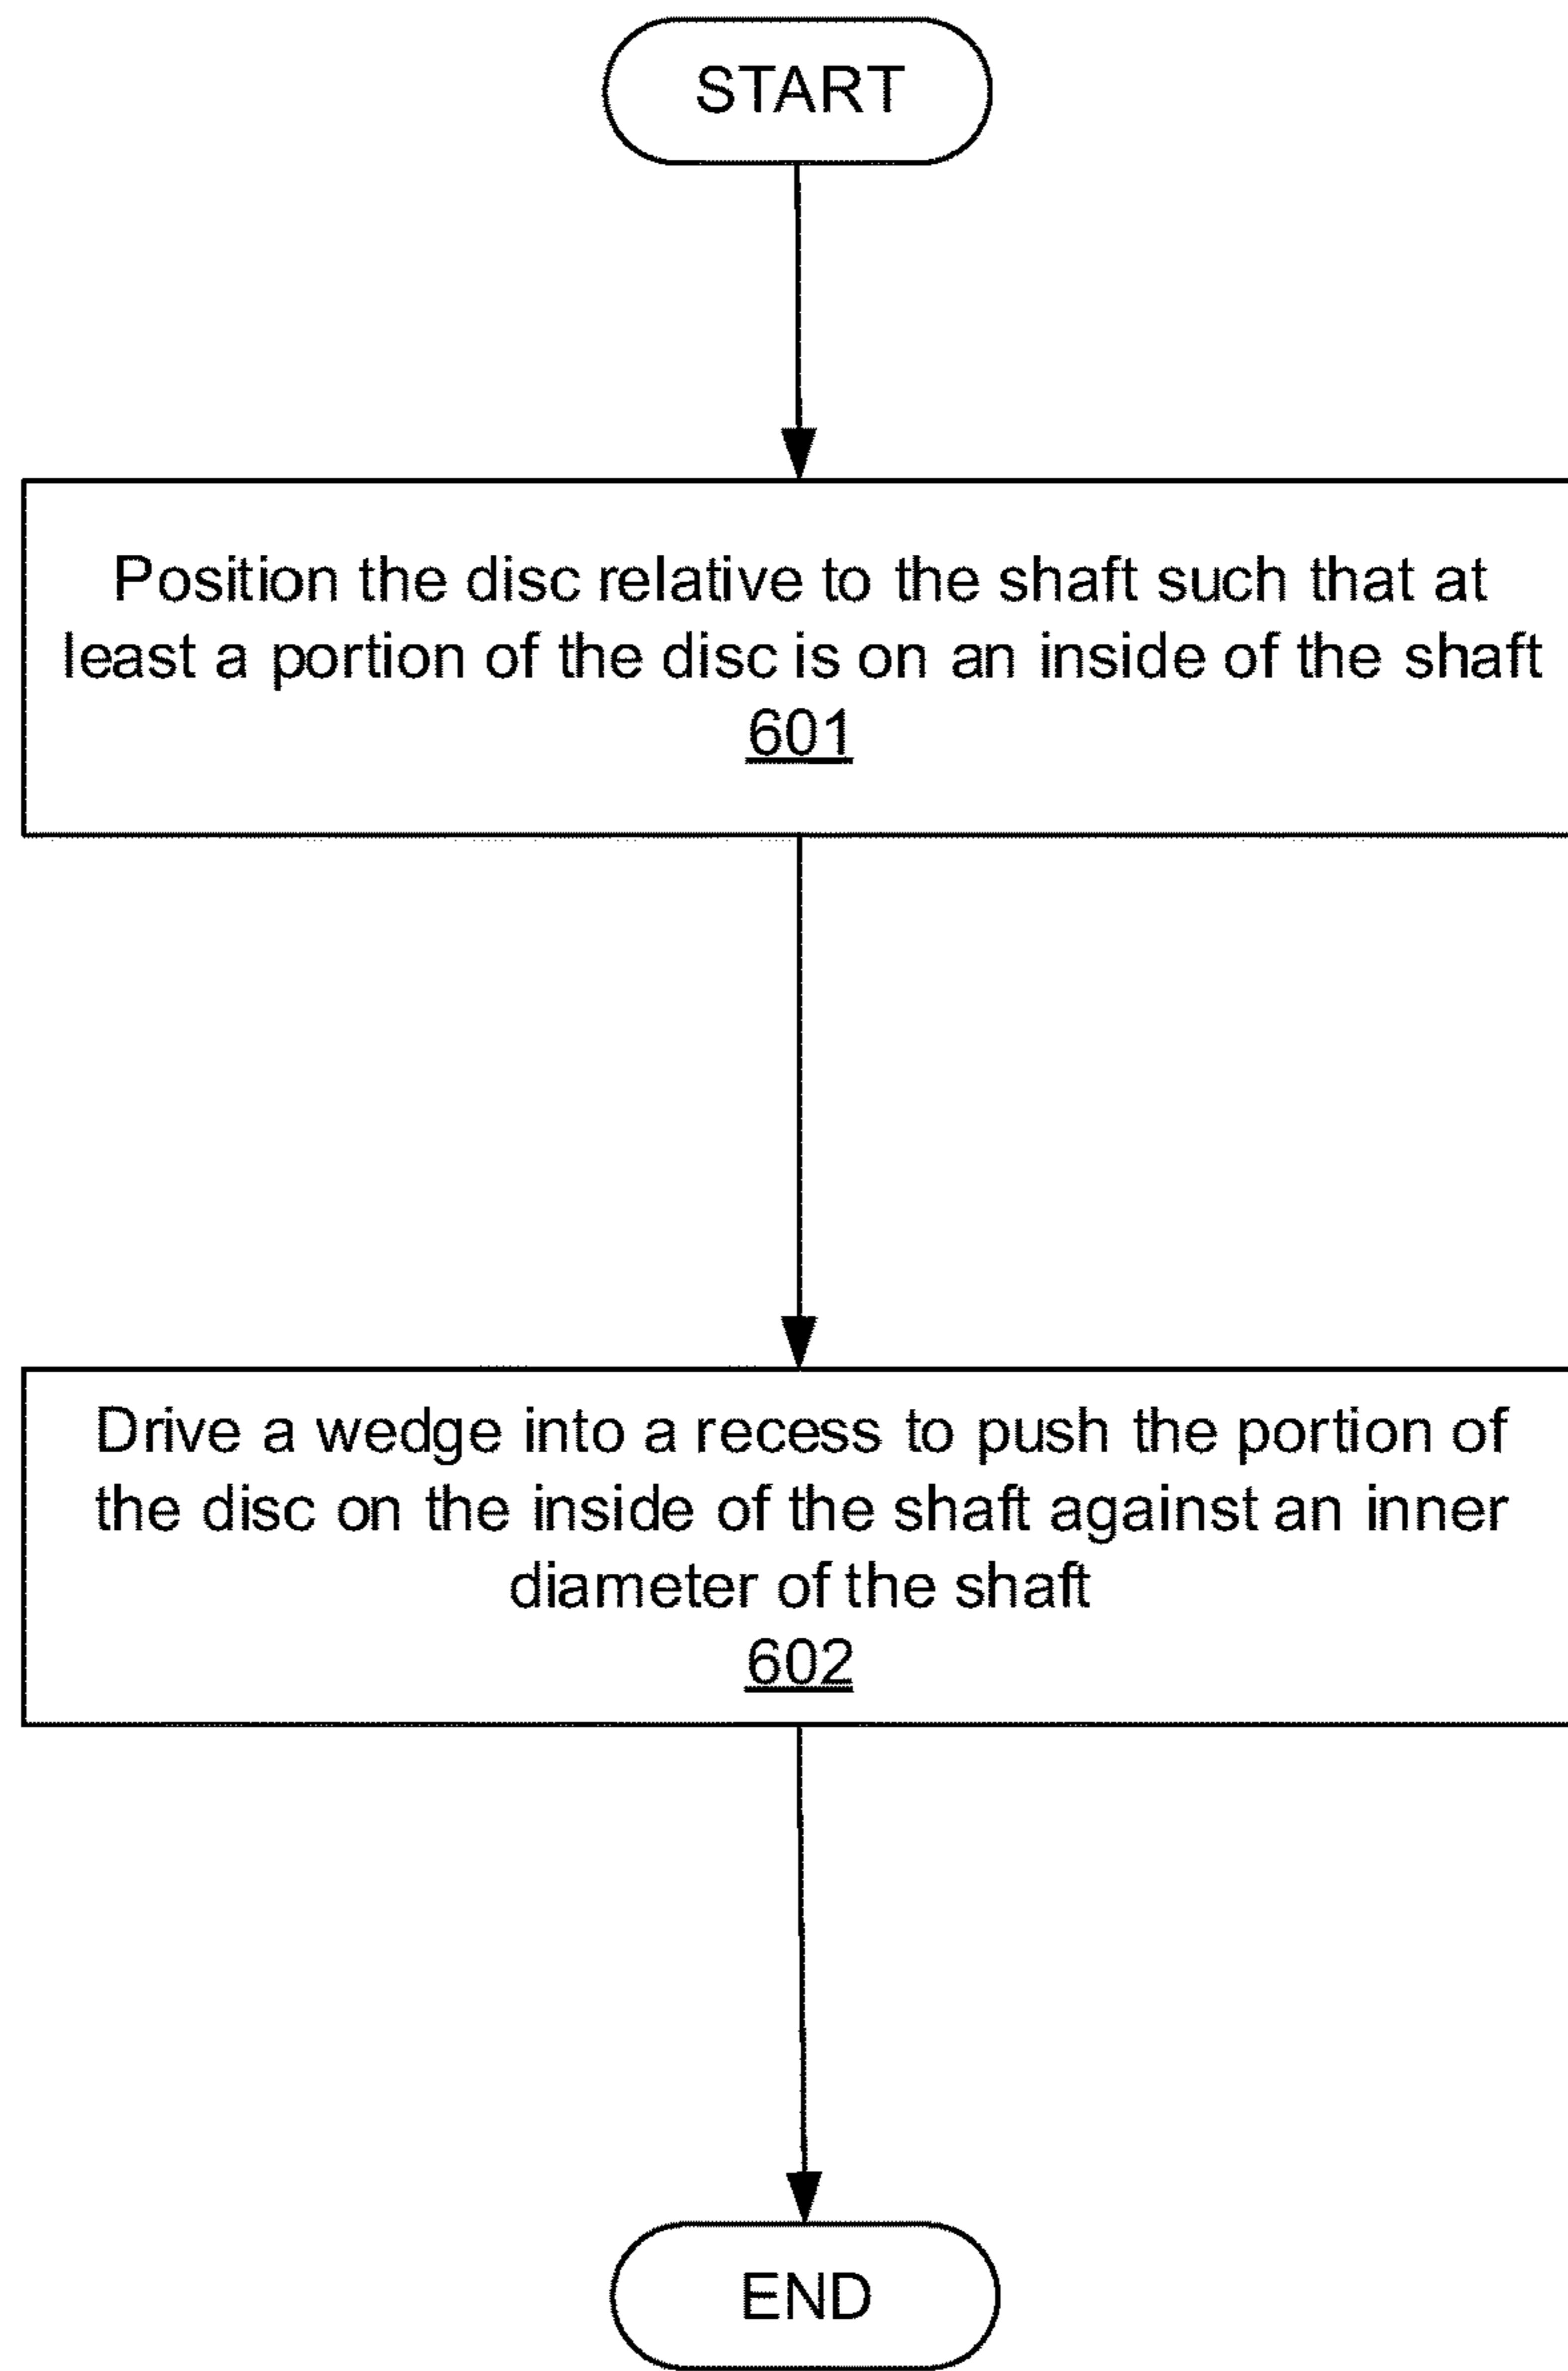 START
Position the disc relative to the shaft such that at
least a portion of the disc is on an inside of the shaft
601
Drive a wedge into a recess to push the portion of
the disc on the inside of the shaft against an inner
diameter of the shaft
602
END